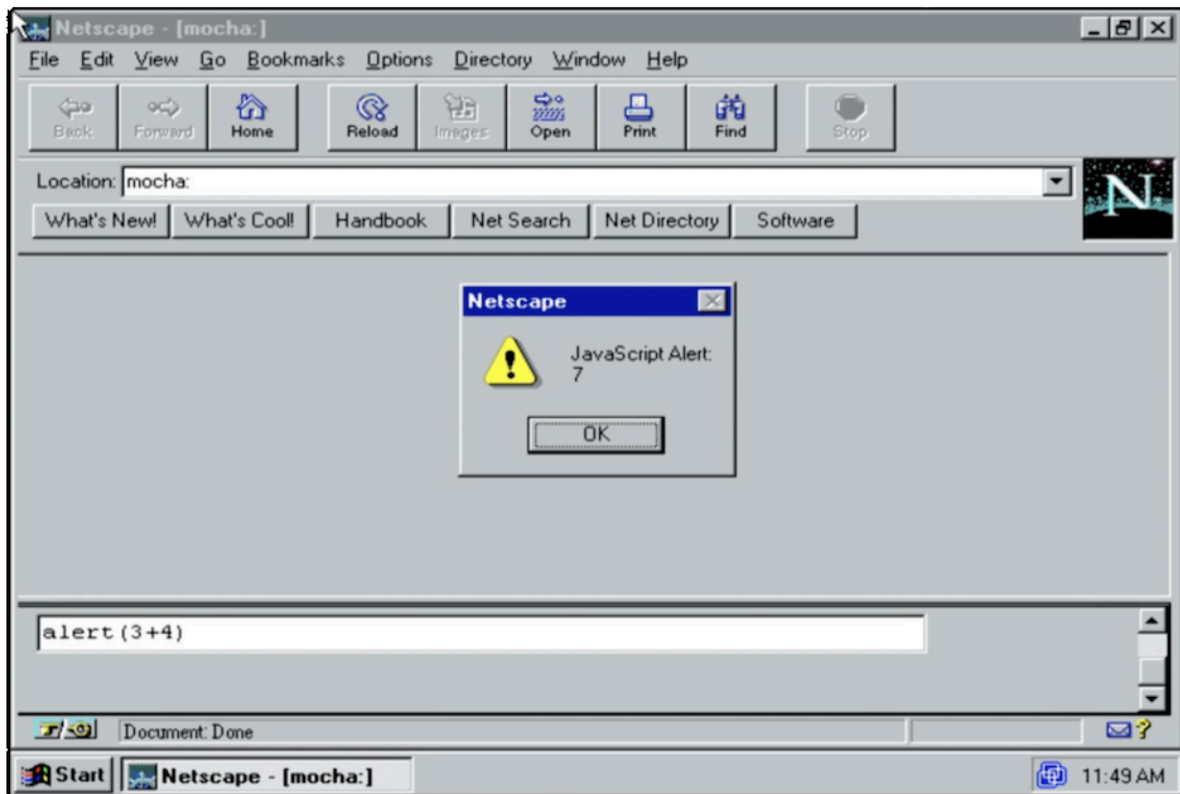 Netscape - [mocha:]
File Edit View Go Bookmarks Options Directory Window Help
Back Forward Home Reload Images Open Print Find Stop
Location: mocha:
N
What's New! What's Cool! Handbook Net Search Net Directory Software
Netscape
JavaScript Alert:
7
OK
alert(3+4)
Document: Done
Start Netscape - [mocha:] 11:49 AM